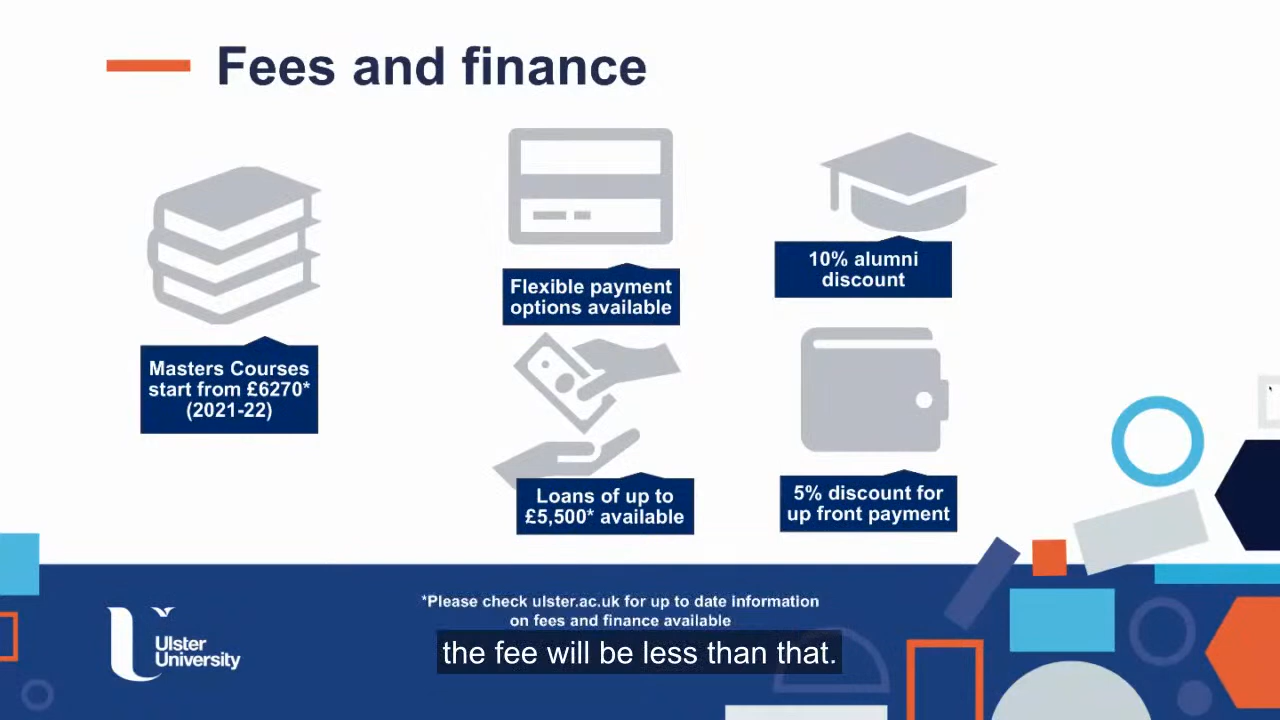 Fees and finance
Masters Courses
start from £6270*
(2021-22)
Flexible payment
options available
10% alumni
discount
Loans of up to
£5,500* available
5% discount for
up front payment
*Please check ulster.ac.uk for up to date information
on fees and finance available
Ulster
University
the fee will be less than that.